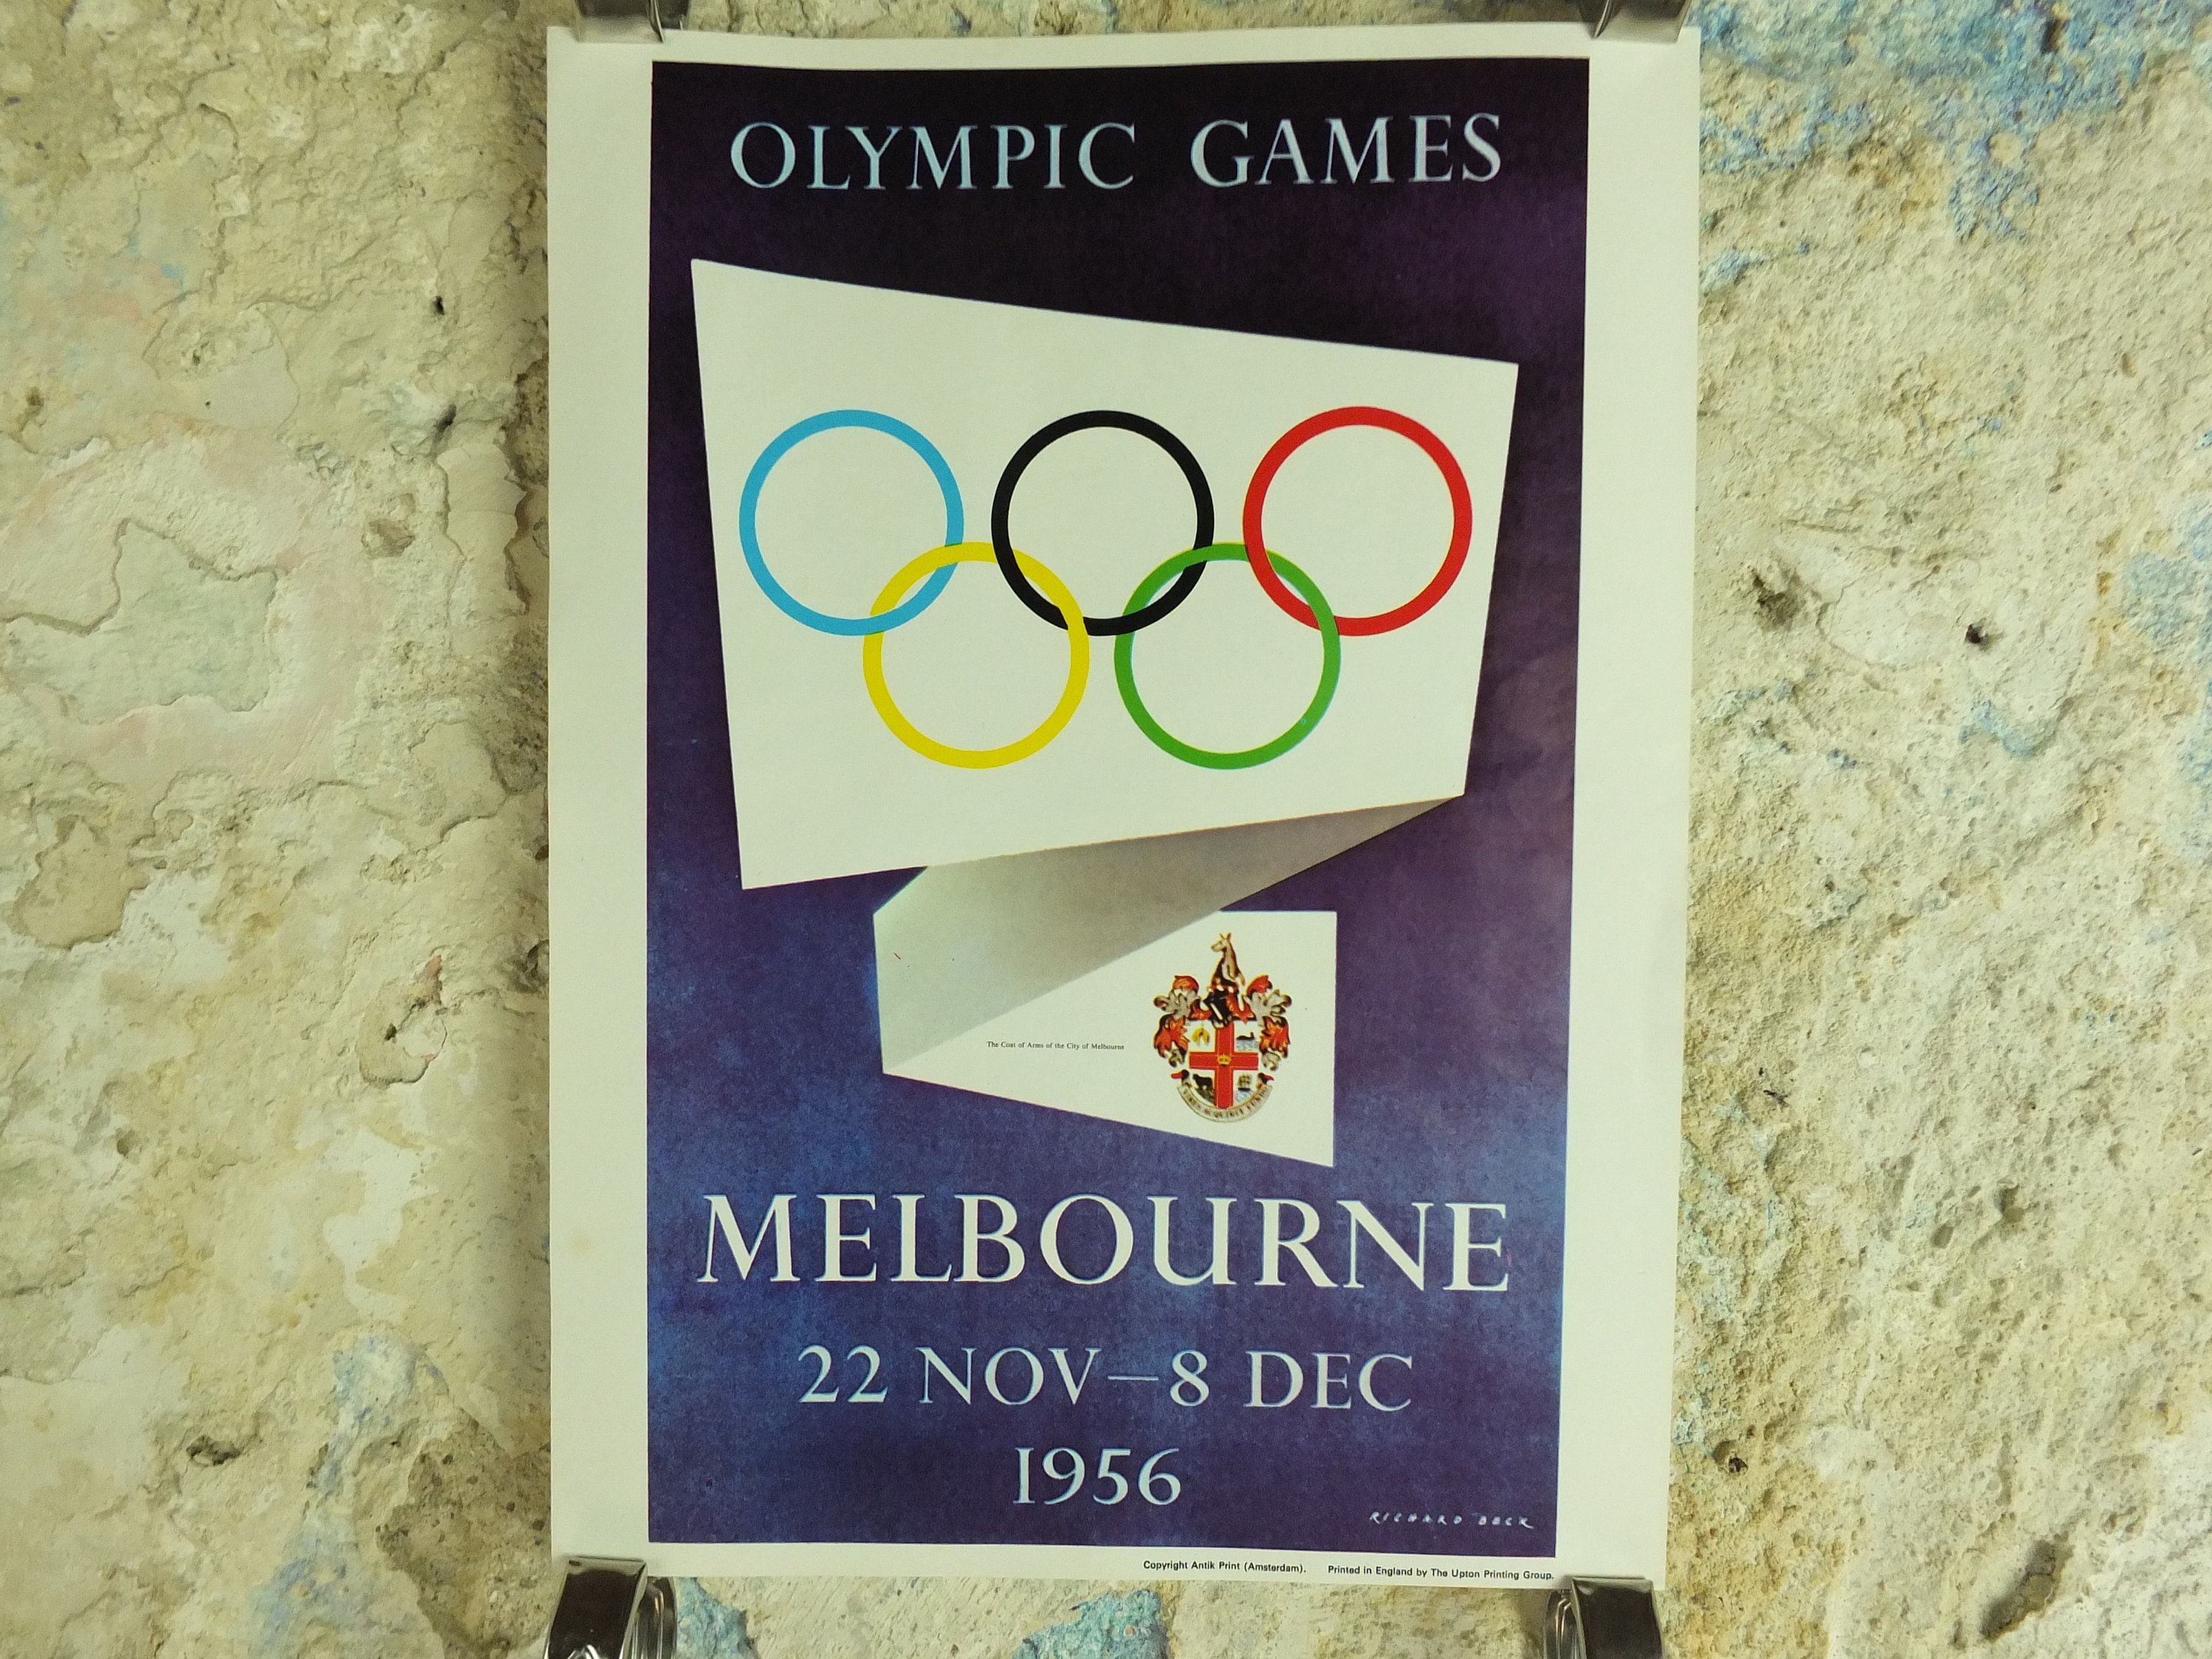 OLYMPIC GAMES
The Coat of Arms of the City of Melbourne
MELBOURNE
22 NOV—8 DEC
1956
RICHARD BECK
Copyright Antik Print (Amsterdam). Printed in England by The Upton Printing Group.